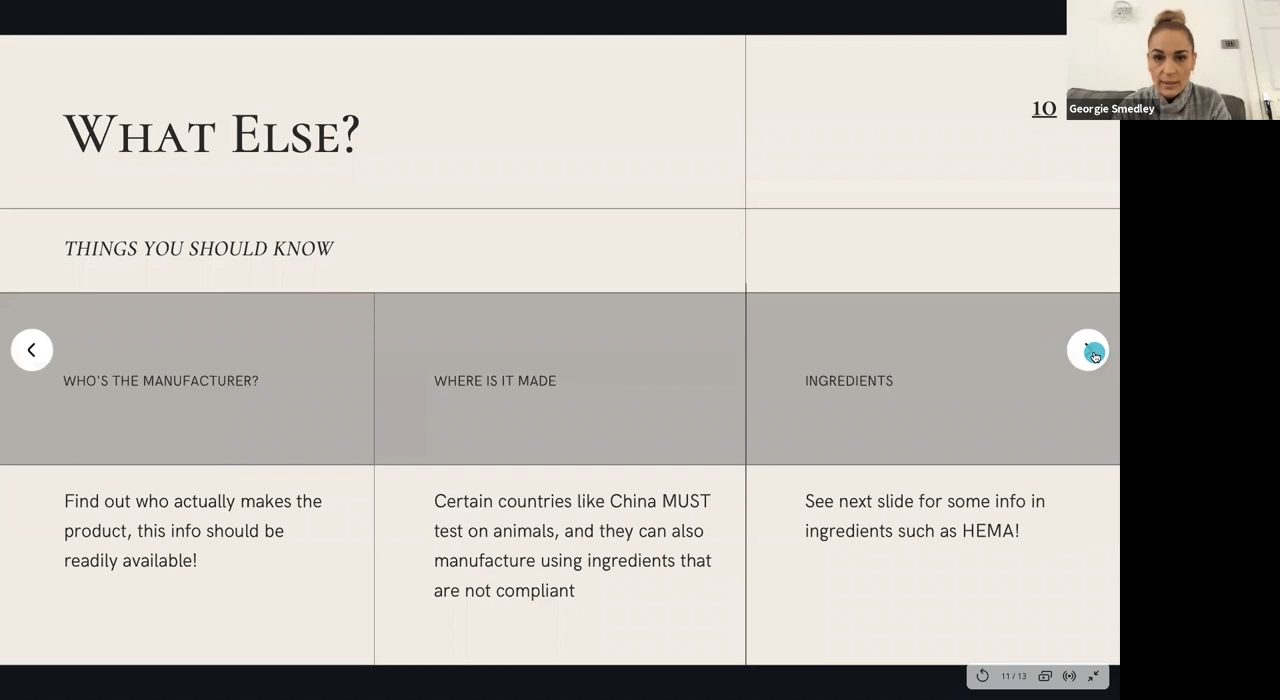 What Else?
10
Georgie Smedley
THINGS YOU SHOULD KNOW
WHO'S THE MANUFACTURER?
WHERE IS IT MADE
INGREDIENTS
Find out who actually makes the
product, this info should be
readily available!
Certain countries like China MUST
test on animals, and they can also
manufacture using ingredients that
are not compliant
See next slide for some info in
ingredients such as HEMA!
11 / 13